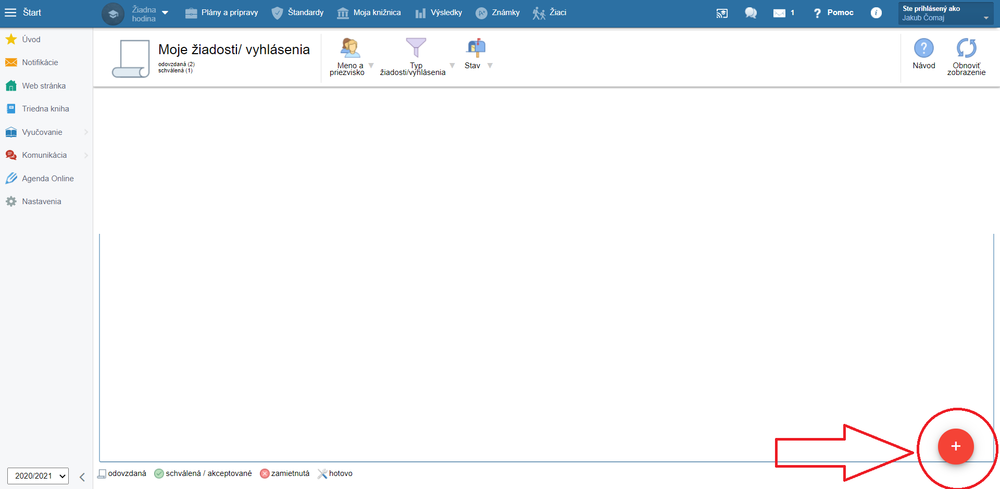 Štart
Žiadna
hodina
Plány a prípravy
Štandardy
Moja knižnica
Výsledky
Známky
Žiaci
1
Pomoc
Ste prihlásený ako
Jakub Čomaj
Úvod
Notifikácie
Web stránka
Triedna kniha
Vyučovanie
Komunikácia
Agenda Online
Nastavenia
Moje žiadosti/ vyhlásenia
odovzdaná (2)
schválená (1)
Meno a
priezvisko
Typ
žiadosti/vyhlásenia
Stav
Návod
Obnoviť
zobrazenie
+
2020/2021
odovzdaná
schválená / akceptované
zamietnutá
hotovo